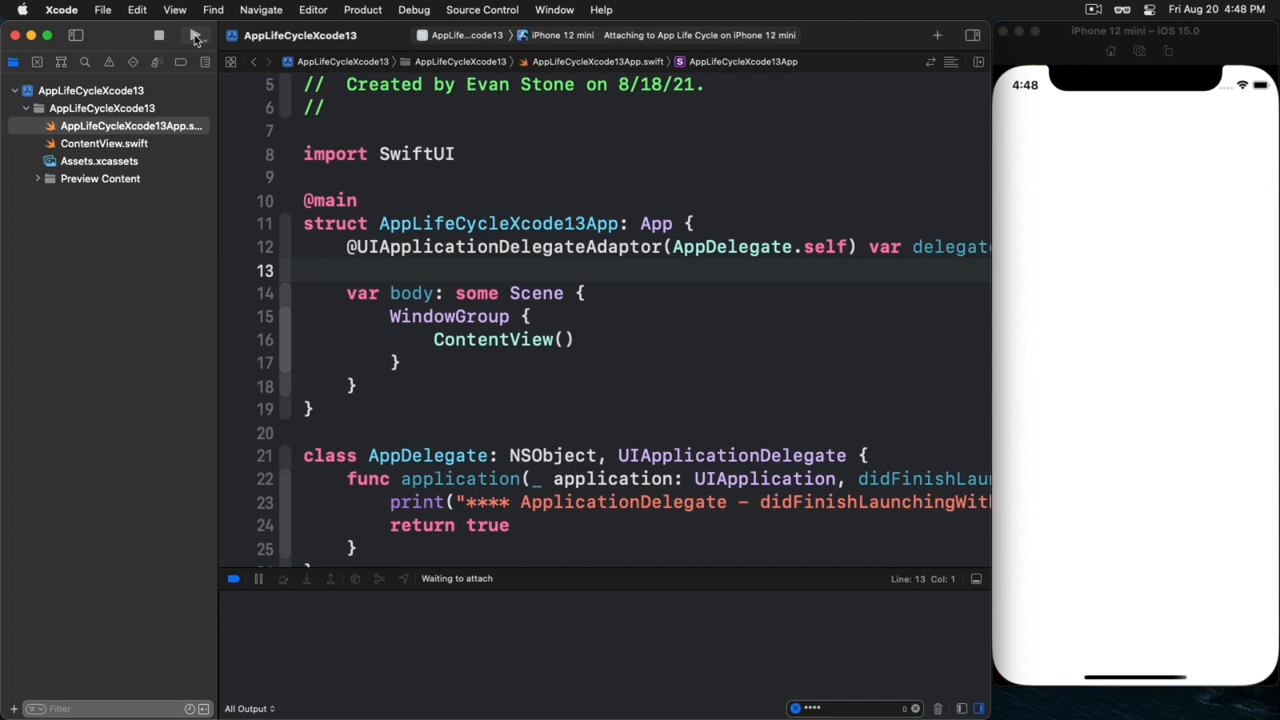 Xcode File Edit View Find Navigate Editor Product Debug Source Control Window Help Fri Aug 20 4:48 PM
AppLifeCycleXcode13 AppLife...code13 iPhone 12 mini Attaching to App Life Cycle on iPhone 12 mini
iPhone 12 mini – iOS 15.0
AppLifeCycleXcode13 AppLifeCycleXcode13 AppLifeCycleXcode13App.swift S AppLifeCycleXcode13App
4:48
AppLifeCycleXcode13
AppLifeCycleXcode13
AppLifeCycleXcode13App.s...
ContentView.swift
Assets.xcassets
Preview Content
5 // Created by Evan Stone on 8/18/21.
6 //
7
8 import SwiftUI
9
10 @main
11 struct AppLifeCycleXcode13App: App {
12 @UIApplicationDelegateAdaptor(AppDelegate.self) var delegate
13
14 var body: some Scene {
15 WindowGroup {
16 ContentView()
17 }
18 }
19 }
20
21 class AppDelegate: NSObject, UIApplicationDelegate {
22 func application(_ application: UIApplication, didFinishLau
23 print("**** ApplicationDelegate - didFinishLaunchingWit
24 return true
25 }
Waiting to attach Line: 13 Col: 1
Filter
All Output **** 0